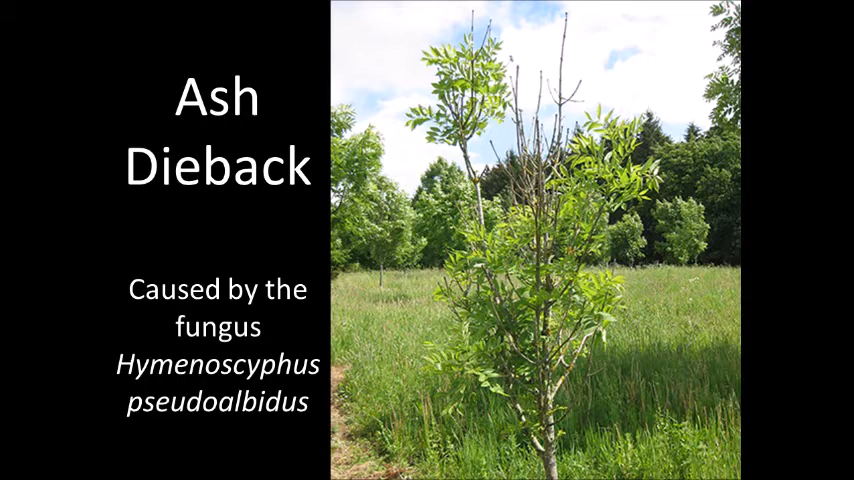 Ash
Dieback
Caused by the
fungus
Hymenoscyphus
pseudoalbidus